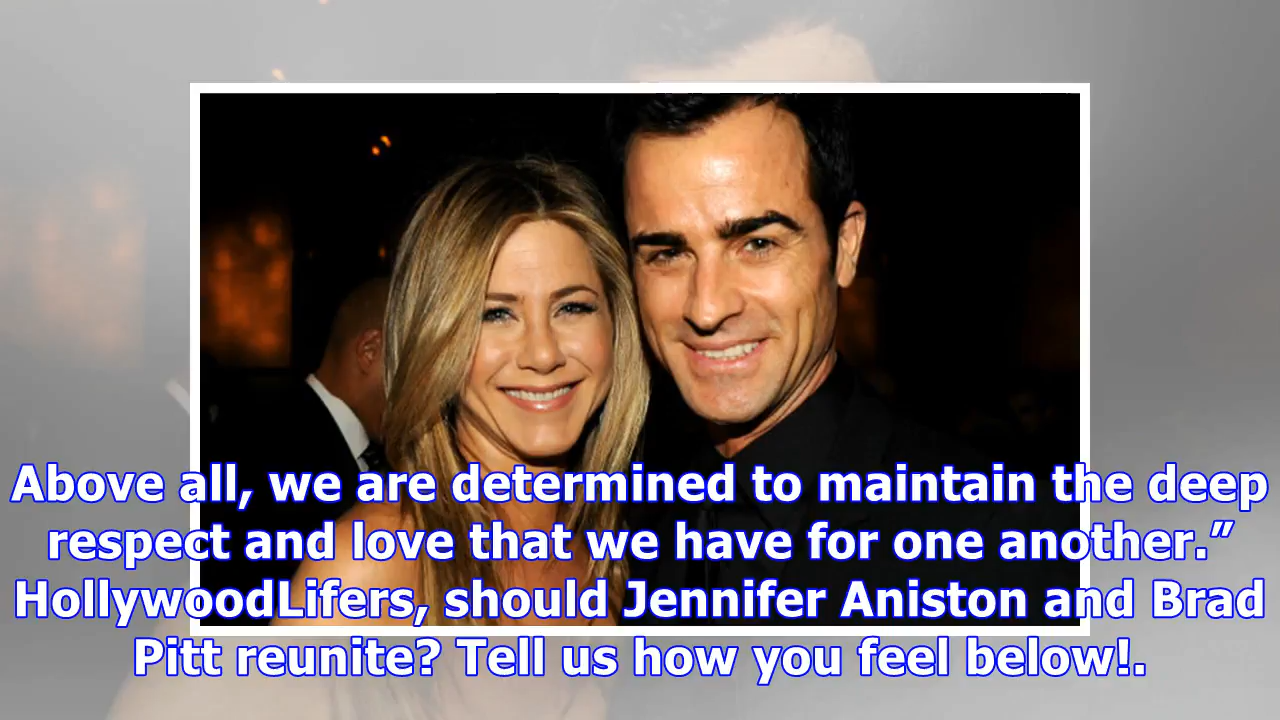 Above all, we are determined to maintain the deep
respect and love that we have for one another.”
HollywoodLifers, should Jennifer Aniston and Brad
Pitt reunite? Tell us how you feel below!.